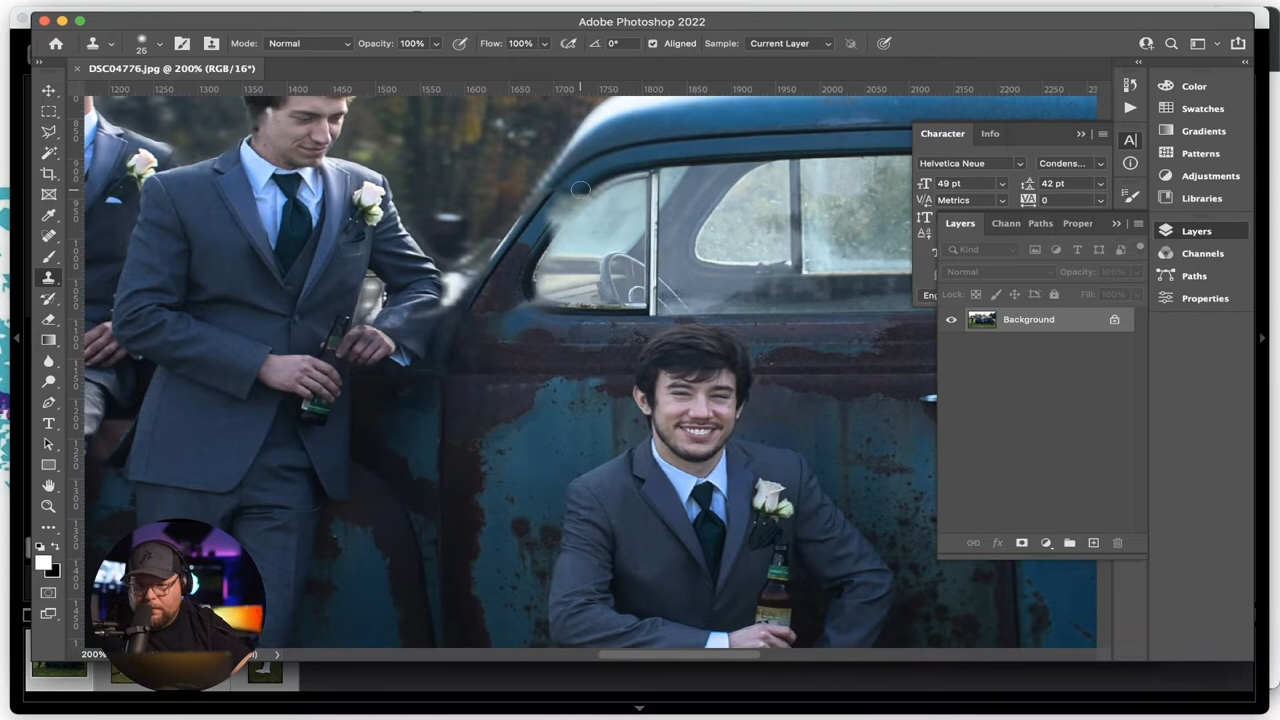 Adobe Photoshop 2022
25 Mode: Normal Opacity: 100% Flow: 100% 0° Aligned Sample: Current Layer
DSC04776.jpg @ 200% (RGB/16*)
1200 1250 1300 1350 1400 1450 1500 1550 1600 1650 1700 1750 1800 1850 1900 1950 2000 2050 2100 2150 2200 2250
Character Info
Helvetica Neue Condens...
49 pt 42 pt
Metrics 0
Layers Chann Paths Proper
Kind
Normal Opacity: 100%
Lock: Fill: 100%
Background
Eng
Color
Swatches
Gradients
Patterns
Adjustments
Libraries
Layers
Channels
Paths
Properties
200%